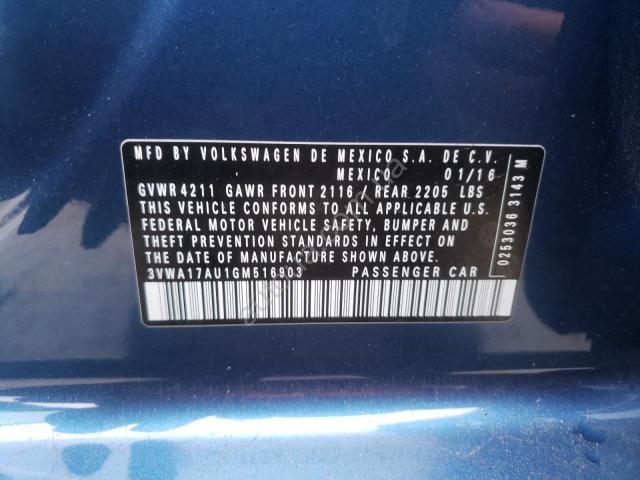 MFD BY VOLKSWAGEN DE MEXICO S.A. DE C.V.
MEXICO 01/16
GVWR 4211 GAWR FRONT 2116 / REAR 2205 LBS
THIS VEHICLE CONFORMS TO ALL APPLICABLE U.S.
FEDERAL MOTOR VEHICLE SAFETY, BUMPER AND
THEFT PREVENTION STANDARDS IN EFFECT ON
THE DATE OF MANUFACTURE SHOWN ABOVE.
3VWA17AU1GM516903 PASSENGER CAR
0253036 3143 M